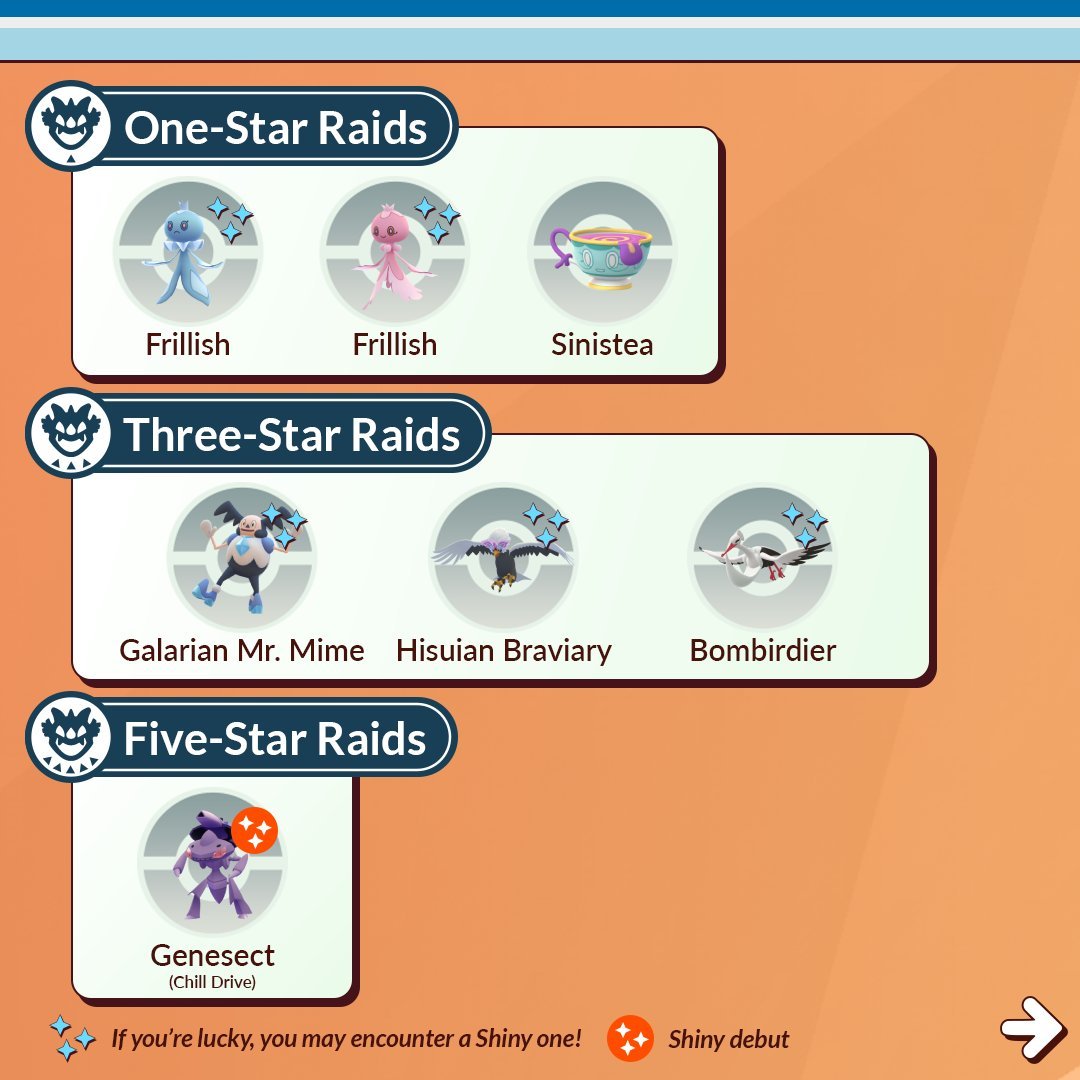 One-Star Raids
Frillish
Frillish
Sinistea
Three-Star Raids
Galarian Mr. Mime
Hisuian Braviary
Bombirdier
Five-Star Raids
Genesect
(Chill Drive)
If you're lucky, you may encounter a Shiny one!
Shiny debut